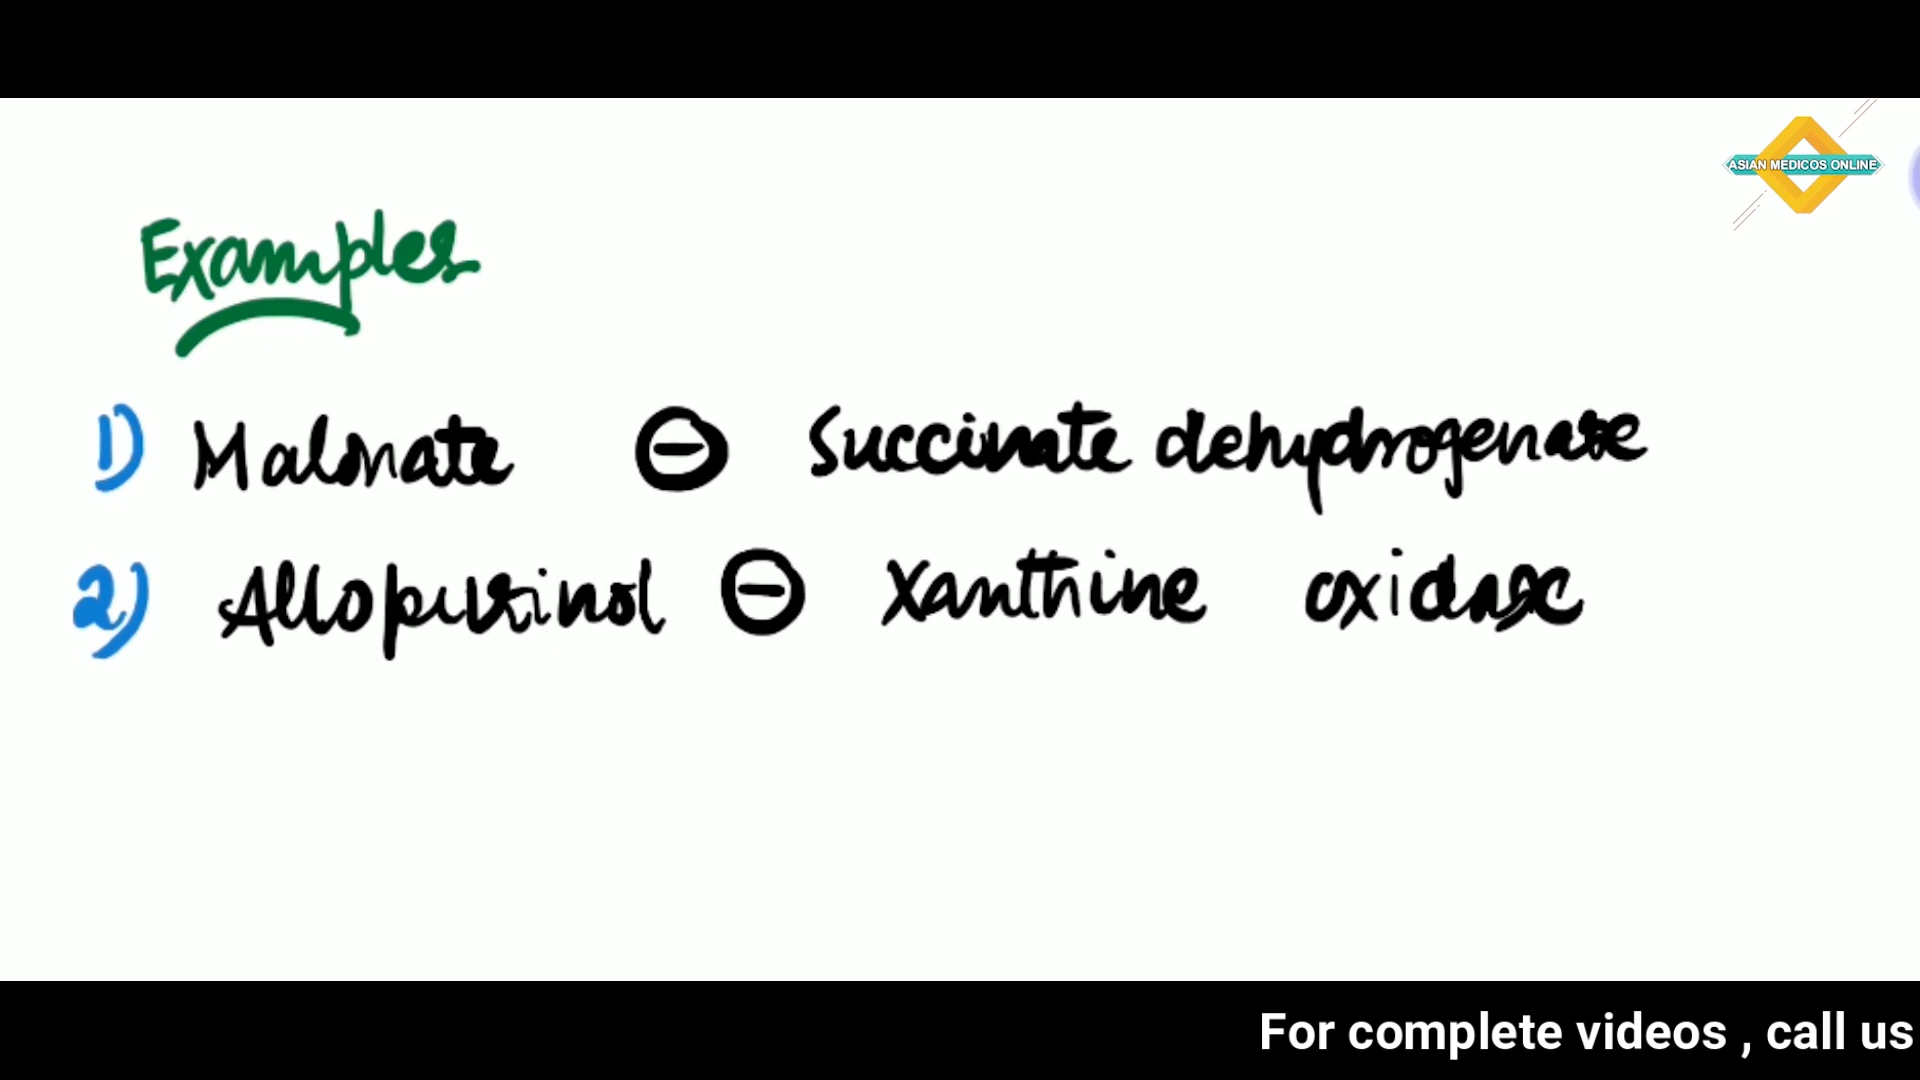 ASIAN MEDICOS ONLINE
Examples
1) Malonate ⊖ Succinate dehydrogenase
2) Allopurinol ⊖ Xanthine oxidase
For complete videos , call us